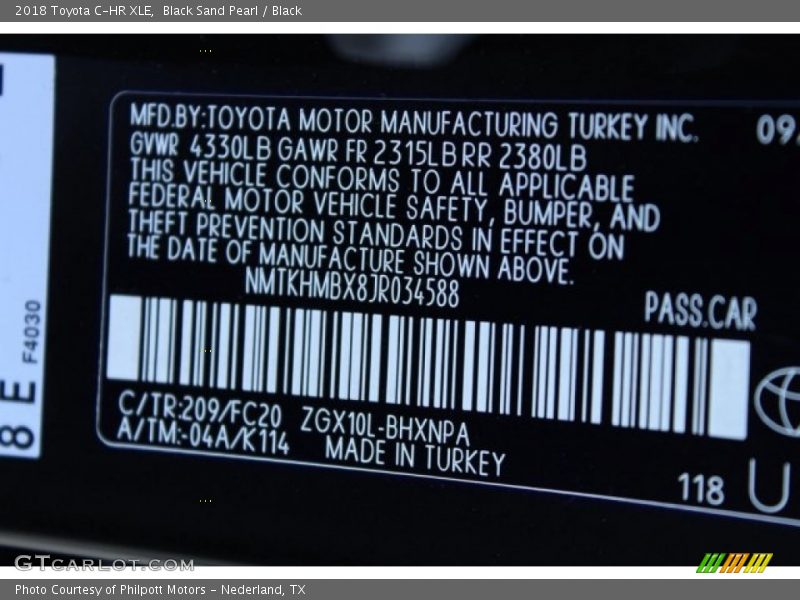 2018 Toyota C-HR XLE,  Black Sand Pearl / Black
MFD.BY:TOYOTA MOTOR MANUFACTURING TURKEY INC. 09
GVWR 4330LB GAWR FR 2315LB RR 2380LB
THIS VEHICLE CONFORMS TO ALL APPLICABLE
FEDERAL MOTOR VEHICLE SAFETY, BUMPER, AND
THEFT PREVENTION STANDARDS IN EFFECT ON
THE DATE OF MANUFACTURE SHOWN ABOVE.
NMTKHMBX8JR034588
PASS.CAR
C/TR:209/FC20 ZGX10L-BHXNPA
A/TM:-04A/K114 MADE IN TURKEY
118 U
F4030
8 E
GTCARLOT.COM
Photo Courtesy of Philpott Motors - Nederland, TX